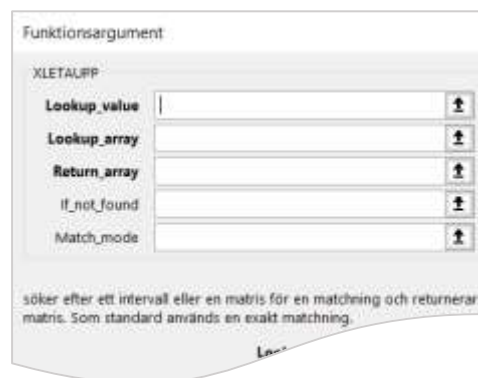 Funktionsargument
XLETAUPP
Lookup_value
Lookup_array
Return_array
If_not_found
Match_mode
söker efter ett intervall eller en matris för en matchning och returnerar
matris. Som standard används en exakt matchning.